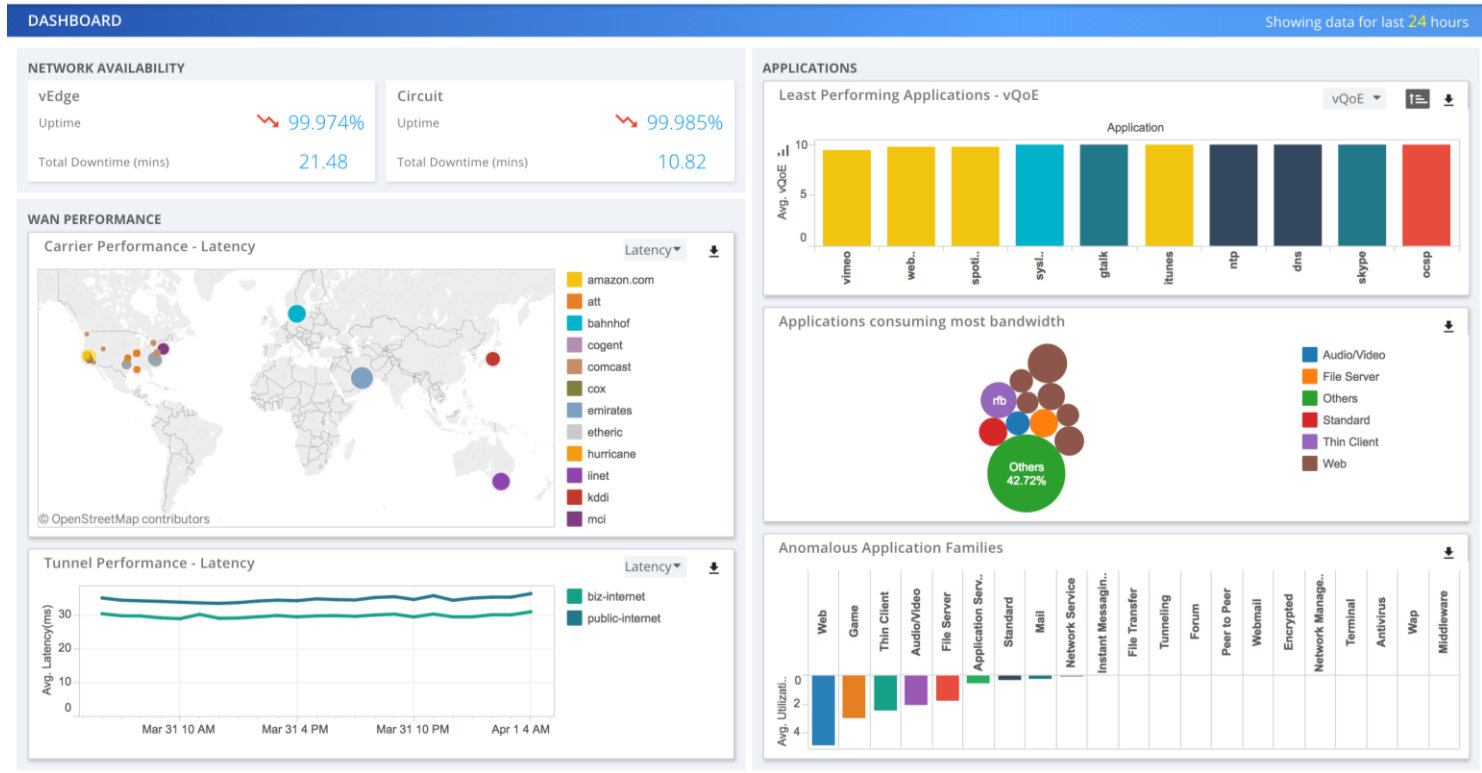 DASHBOARD
Showing data for last 24 hours
NETWORK AVAILABILITY
vEdge
Uptime
99.974%
Total Downtime (mins)
21.48
Circuit
Uptime
99.985%
Total Downtime (mins)
10.82
WAN PERFORMANCE
Carrier Performance - Latency
Latency
amazon.com
att
bahnhof
cogent
comcast
cox
emirates
etheric
hurricane
iinet
kddi
mci
© OpenStreetMap contributors
Tunnel Performance - Latency
Latency
biz-internet
public-internet
Avg. Latency(ms)
30
20
10
0
Mar 31 10 AM
Mar 31 4 PM
Mar 31 10 PM
Apr 1 4 AM
APPLICATIONS
Least Performing Applications - vQoE
vQoE
Application
Avg. vQoE
10
5
0
vimeo
web..
spoti..
sysl..
gtalk
itunes
ntp
dns
skype
ocsp
Applications consuming most bandwidth
rfb
Others
42.72%
Audio/Video
File Server
Others
Standard
Thin Client
Web
Anomalous Application Families
Web
Game
Thin Client
Audio/Video
File Server
Application Serv..
Standard
Mail
Network Service
Instant Messagin..
File Transfer
Tunneling
Forum
Peer to Peer
Webmail
Encrypted
Network Manage..
Terminal
Antivirus
Wap
Middleware
Avg. Utilizati..
0
2
4